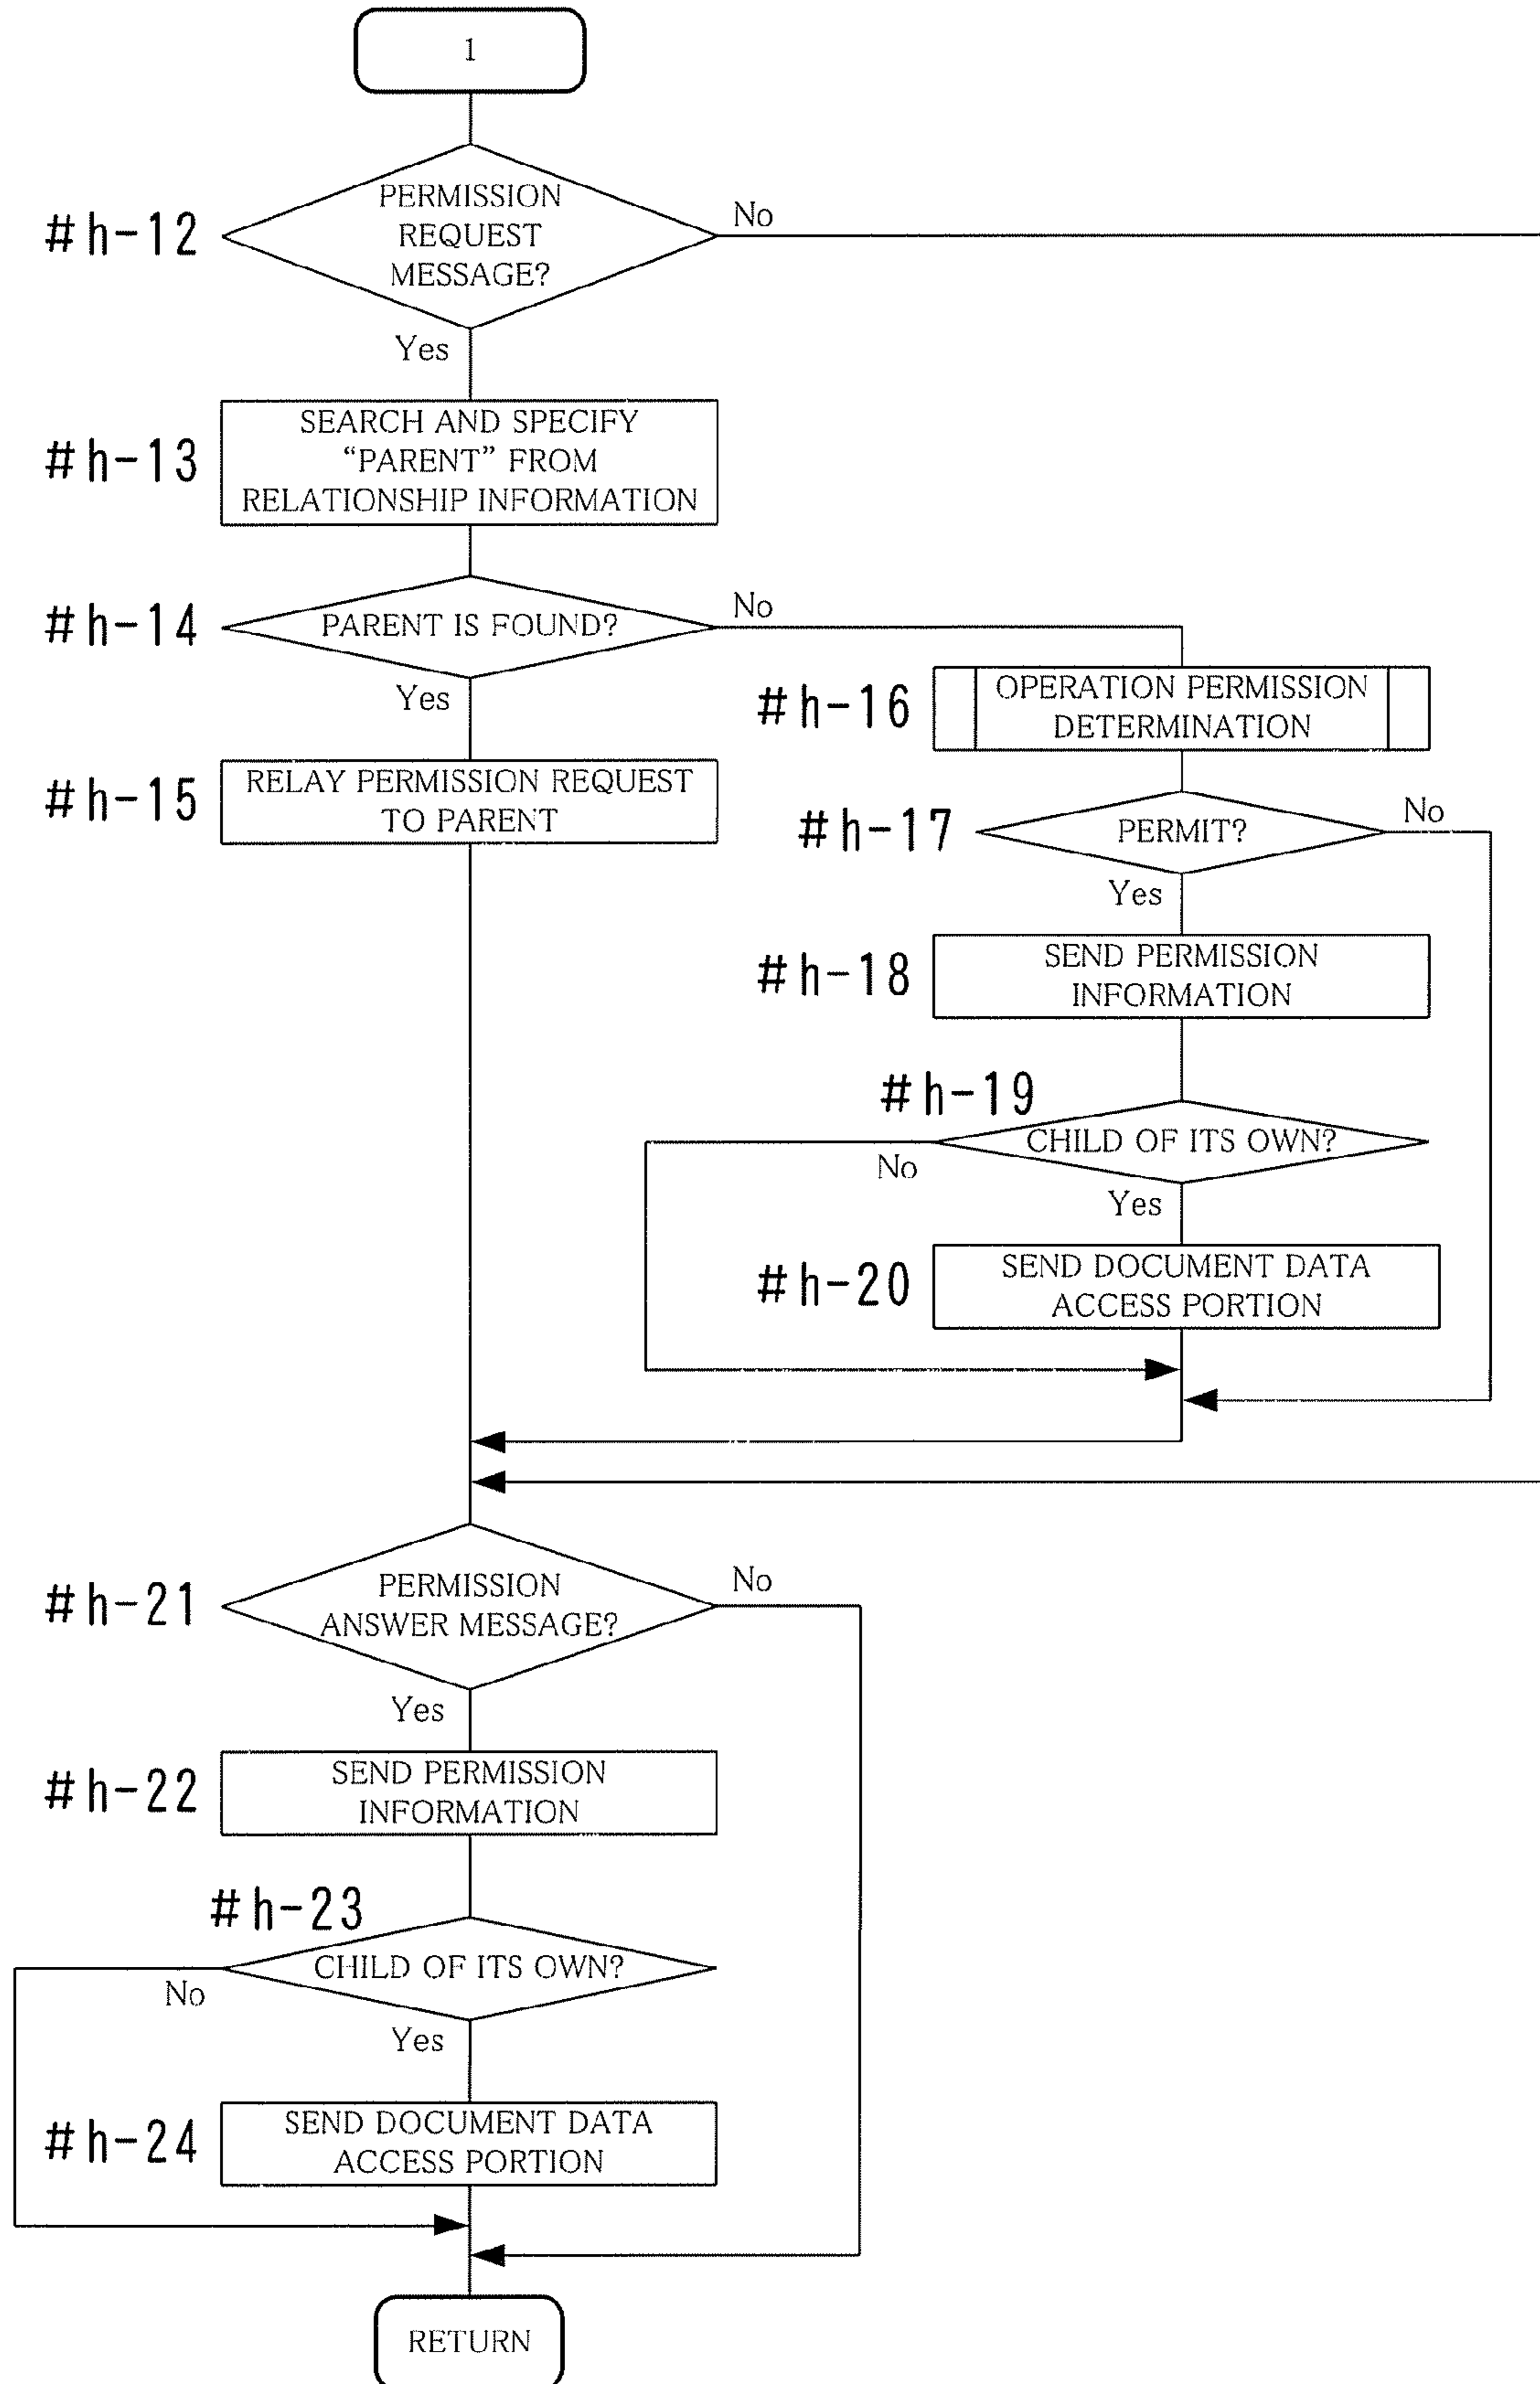 1
#h-12
PERMISSION
REQUEST
MESSAGE?
No
Yes
#h-13
SEARCH AND SPECIFY
“PARENT” FROM
RELATIONSHIP INFORMATION
#h-14
PARENT IS FOUND?
No
Yes
#h-15
RELAY PERMISSION REQUEST
TO PARENT
#h-16
OPERATION PERMISSION
DETERMINATION
#h-17
PERMIT?
No
Yes
#h-18
SEND PERMISSION
INFORMATION
#h-19
CHILD OF ITS OWN?
No
Yes
#h-20
SEND DOCUMENT DATA
ACCESS PORTION
#h-21
PERMISSION
ANSWER MESSAGE?
No
Yes
#h-22
SEND PERMISSION
INFORMATION
#h-23
CHILD OF ITS OWN?
No
Yes
#h-24
SEND DOCUMENT DATA
ACCESS PORTION
RETURN